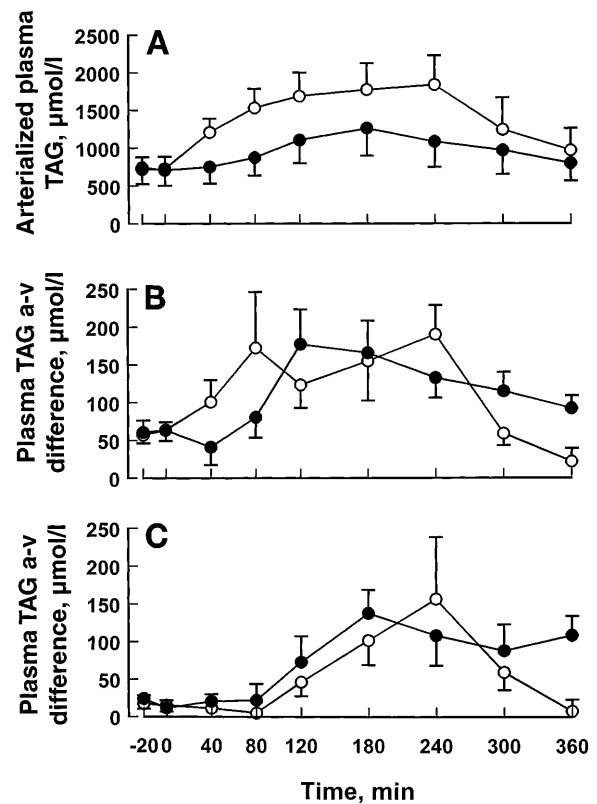 A
Arterialized plasma
TAG, μmol/l
2500
2000
1500
1000
500
0
B
Plasma TAG a-v
difference, μmol/l
250
200
150
100
50
0
C
Plasma TAG a-v
difference, μmol/l
250
200
150
100
50
0
-20 0 40 80 120 180 240 300 360
Time, min